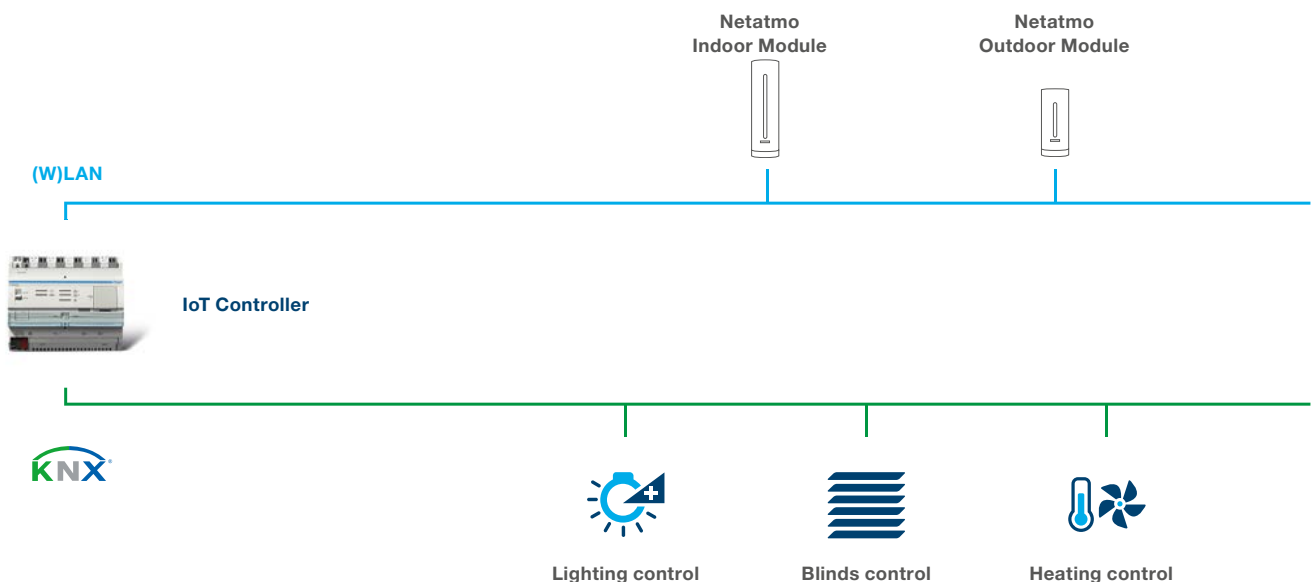 Netatmo
Indoor Module
Netatmo
Outdoor Module
(W)LAN
IoT Controller
KNX
Lighting control
Blinds control
Heating control